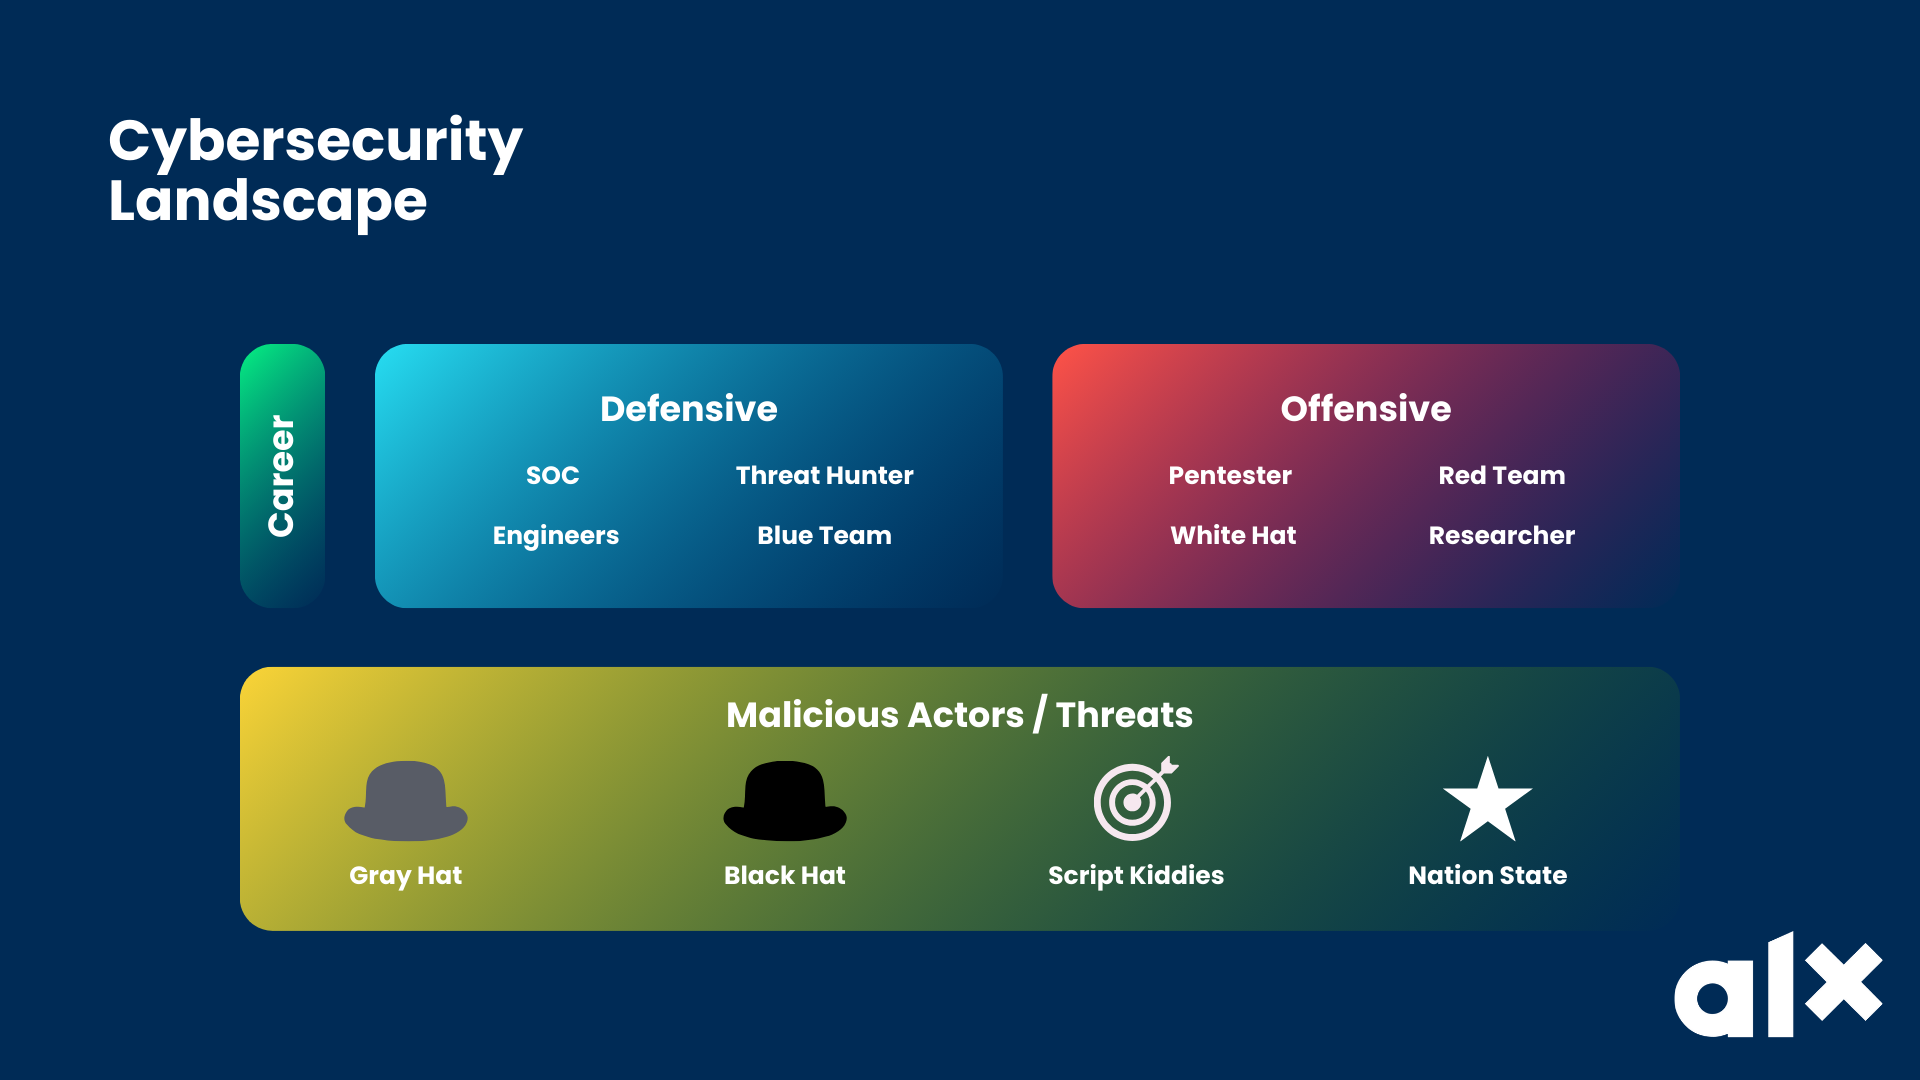 Cybersecurity
Landscape
Career
Defensive
SOC
Threat Hunter
Engineers
Blue Team
Offensive
Pentester
Red Team
White Hat
Researcher
Malicious Actors / Threats
Gray Hat
Black Hat
Script Kiddies
Nation State
alx